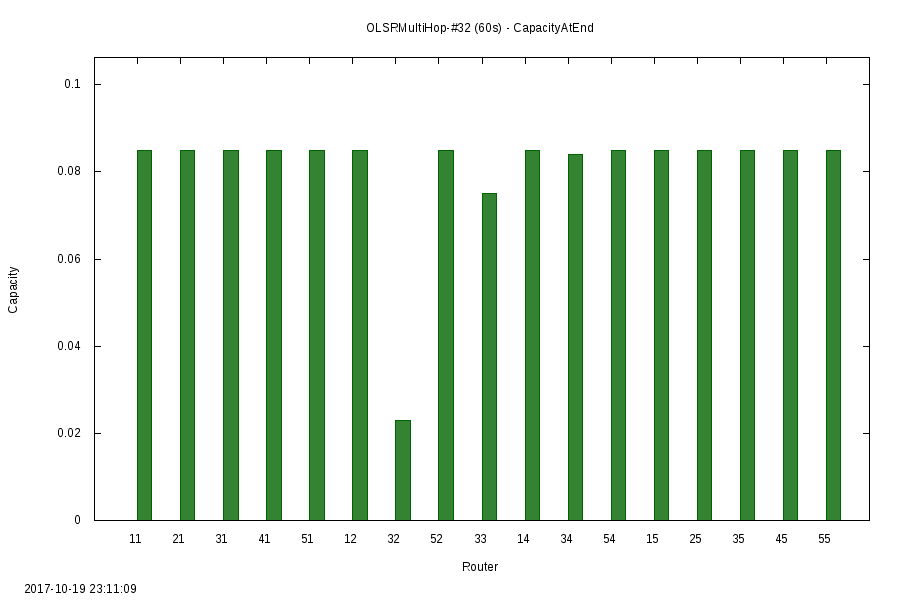 OLSRMultiHop-#32 (60s) - CapacityAtEnd
0.1
0.08
0.06
0.04
0.02
0
Capacity
11 21 31 41 51 12 32 52 33 14 34 54 15 25 35 45 55
Router
2017-10-19 23:11:09